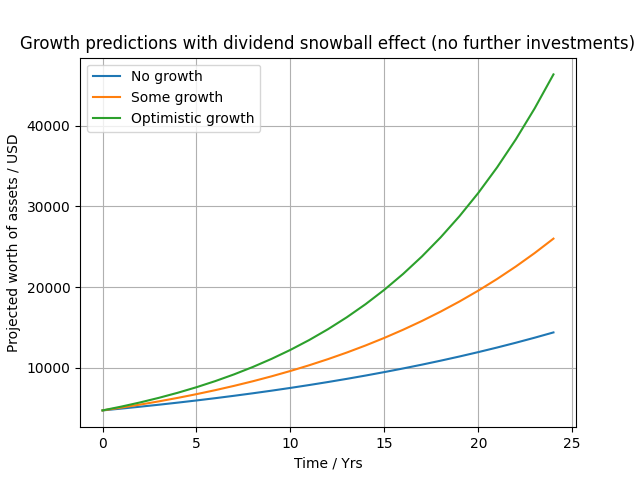 Growth predictions with dividend snowball effect (no further investments)
No growth
Some growth
Optimistic growth
Projected worth of assets / USD
40000
30000
20000
10000
0 5 10 15 20 25
Time / Yrs